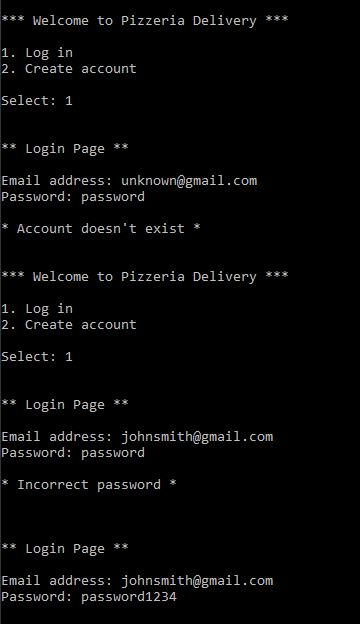 *** Welcome to Pizzeria Delivery ***
1. Log in
2. Create account
Select: 1
** Login Page **
Email address: unknown@gmail.com
Password: password
* Account doesn't exist *
*** Welcome to Pizzeria Delivery ***
1. Log in
2. Create account
Select: 1
** Login Page **
Email address: johnsmith@gmail.com
Password: password
* Incorrect password *
** Login Page **
Email address: johnsmith@gmail.com
Password: password1234